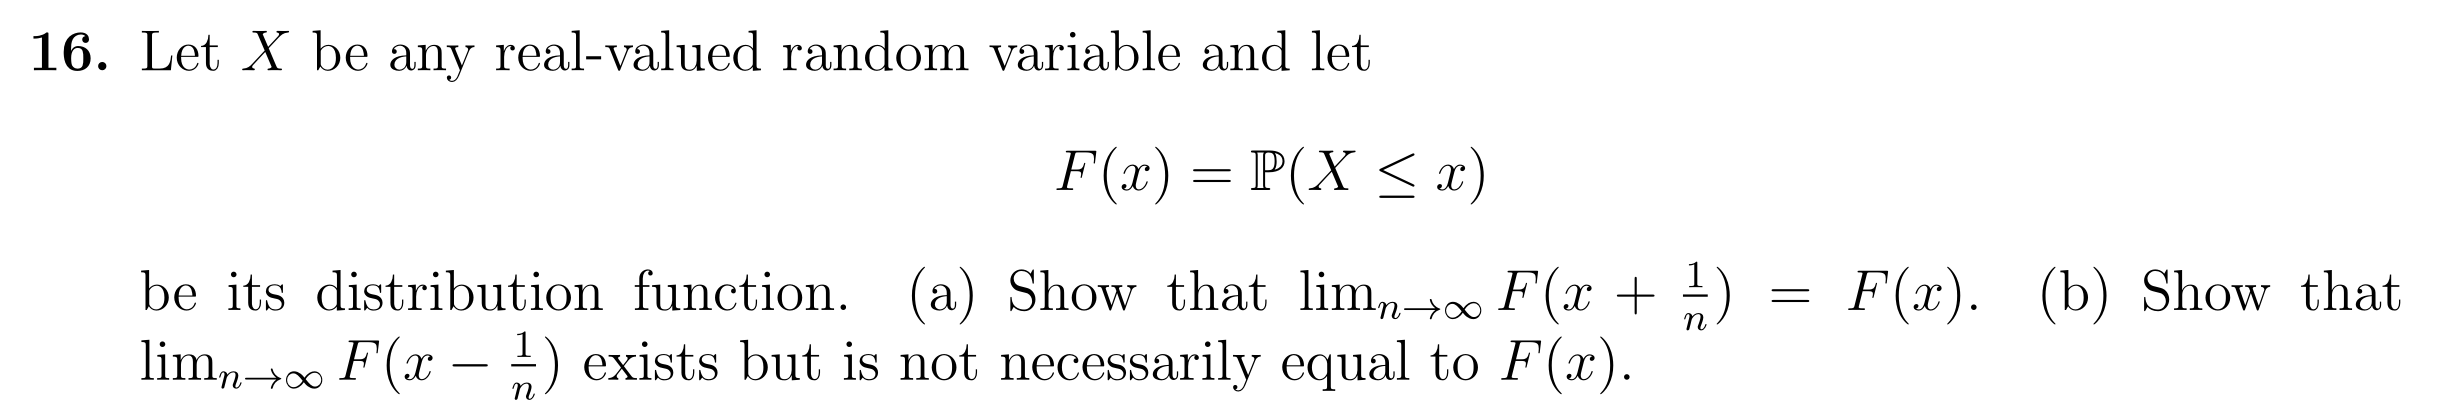 16. Let X be any real-valued random variable and let
F(x) = ℙ(X ≤ x)
be its distribution function. (a) Show that lim_{n→∞} F(x + 1/n) = F(x). (b) Show that
lim_{n→∞} F(x − 1/n) exists but is not necessarily equal to F(x).